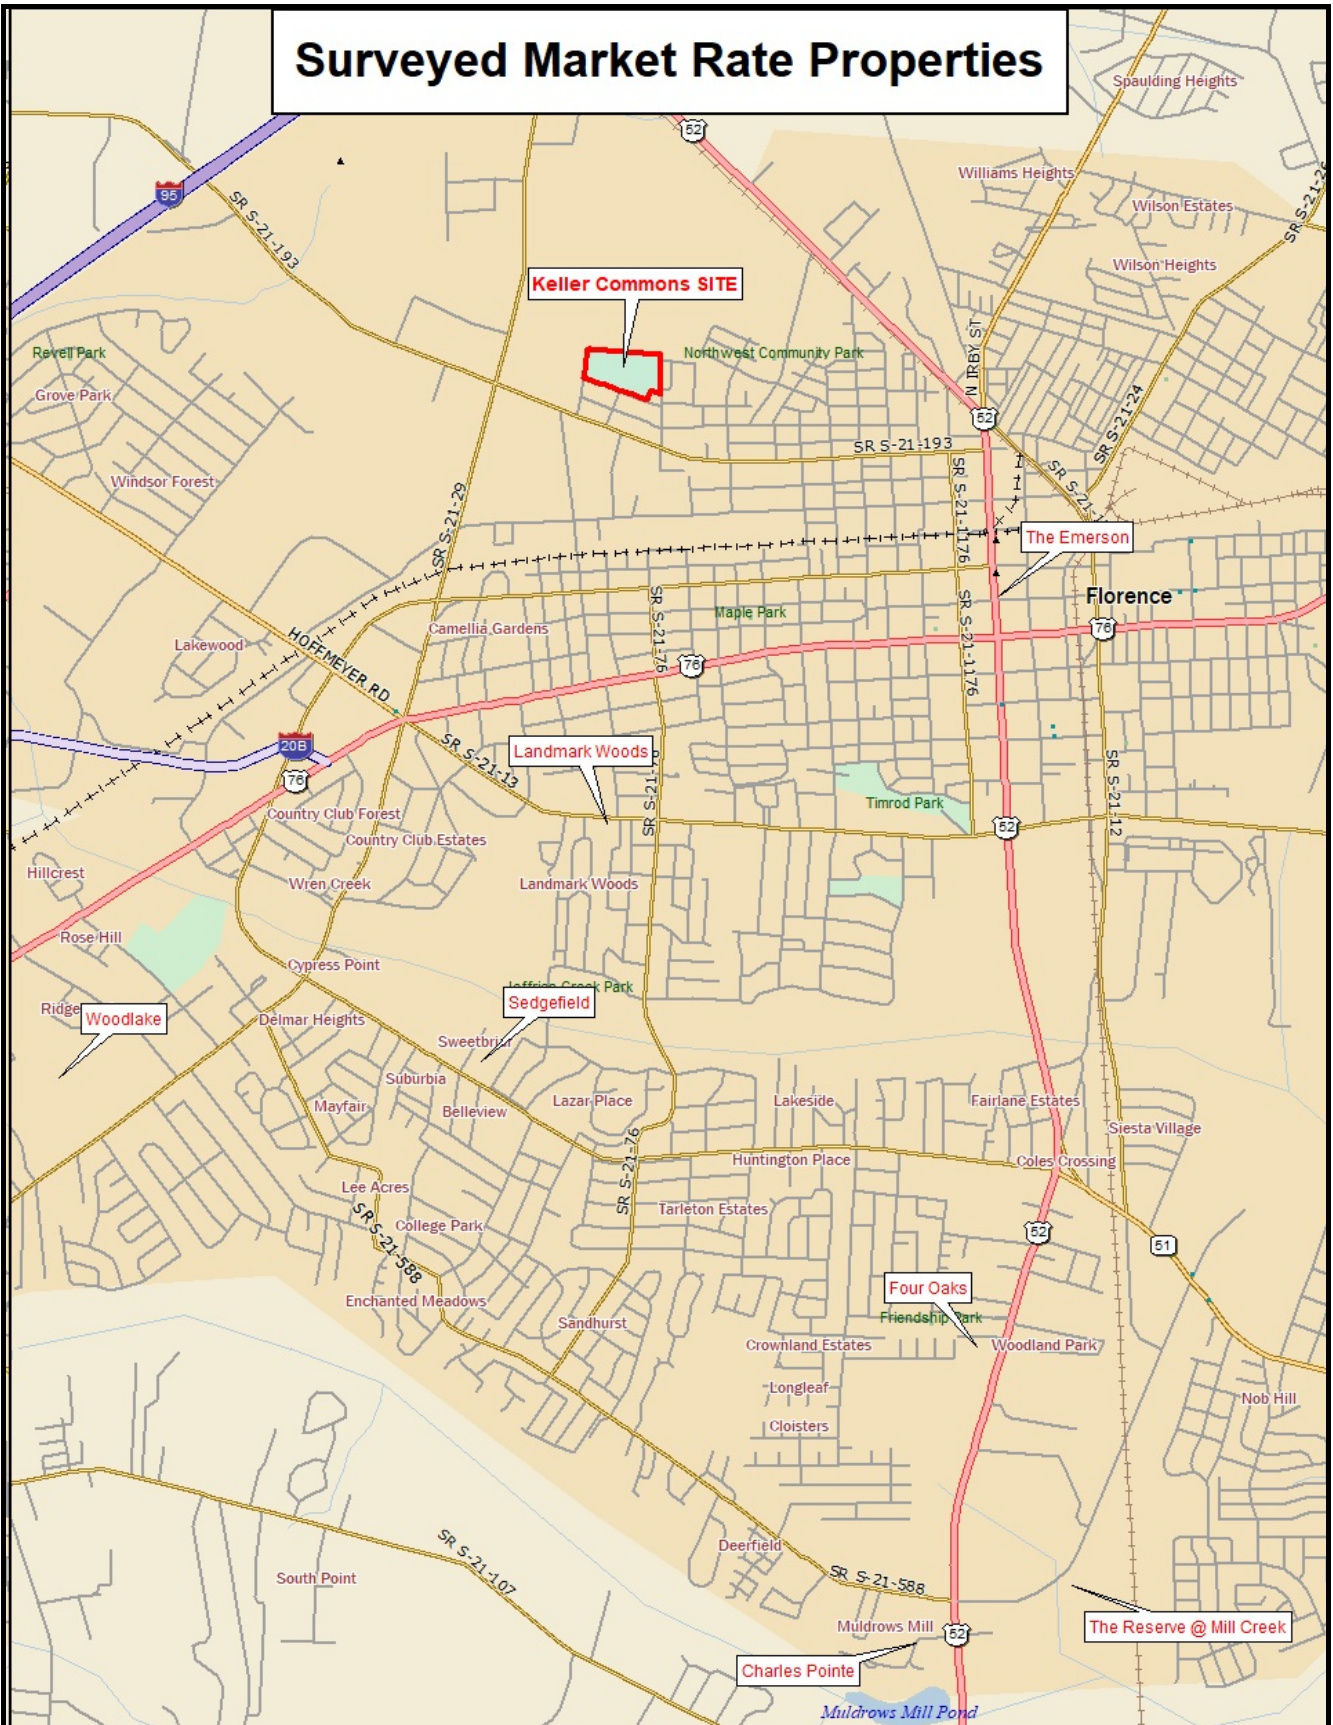 Surveyed Market Rate Properties
Spaulding Heights
52
Williams Heights
95
SR S-21-193
Wilson Estates
SR S-21-26
Wilson Heights
Keller Commons SITE
N IRBY ST
Revell Park
Northwest Community Park
Grove Park
52
SR S-21-24
SR S-21-193
Windsor Forest
SR S-21-29
SR S-21-1176
The Emerson
Florence
SR S-21-76
Maple Park
SR S-21-1176
Camellia Gardens
76
Lakewood
HOFFMEYER RD
76
20B
SR S-21-13
Landmark Woods
76
SR S-21-12
Timrod Park
Country Club Forest
52
Country Club Estates
Hillcrest
Wren Creek
Landmark Woods
Rose Hill
Cypress Point
Jeffries Creek Park
Sedgefield
Woodlake
Delmar Heights
Suburbia
Mayfair
Belleview
Lazar Place
Lakeside
Fairlane Estates
Siesta Village
SR S-21-76
Huntington Place
Coles Crossing
Lee Acres
Tarleton Estates
SR S-21-588
College Park
52
51
Four Oaks
Enchanted Meadows
Friendship Park
Sandhurst
Crownland Estates
Woodland Park
Longleaf
Nob Hill
Cloisters
Deerfield
SR S-21-107
South Point
SR S-21-588
Muldrows Mill
52
The Reserve @ Mill Creek
Charles Pointe
Muldrows Mill Pond